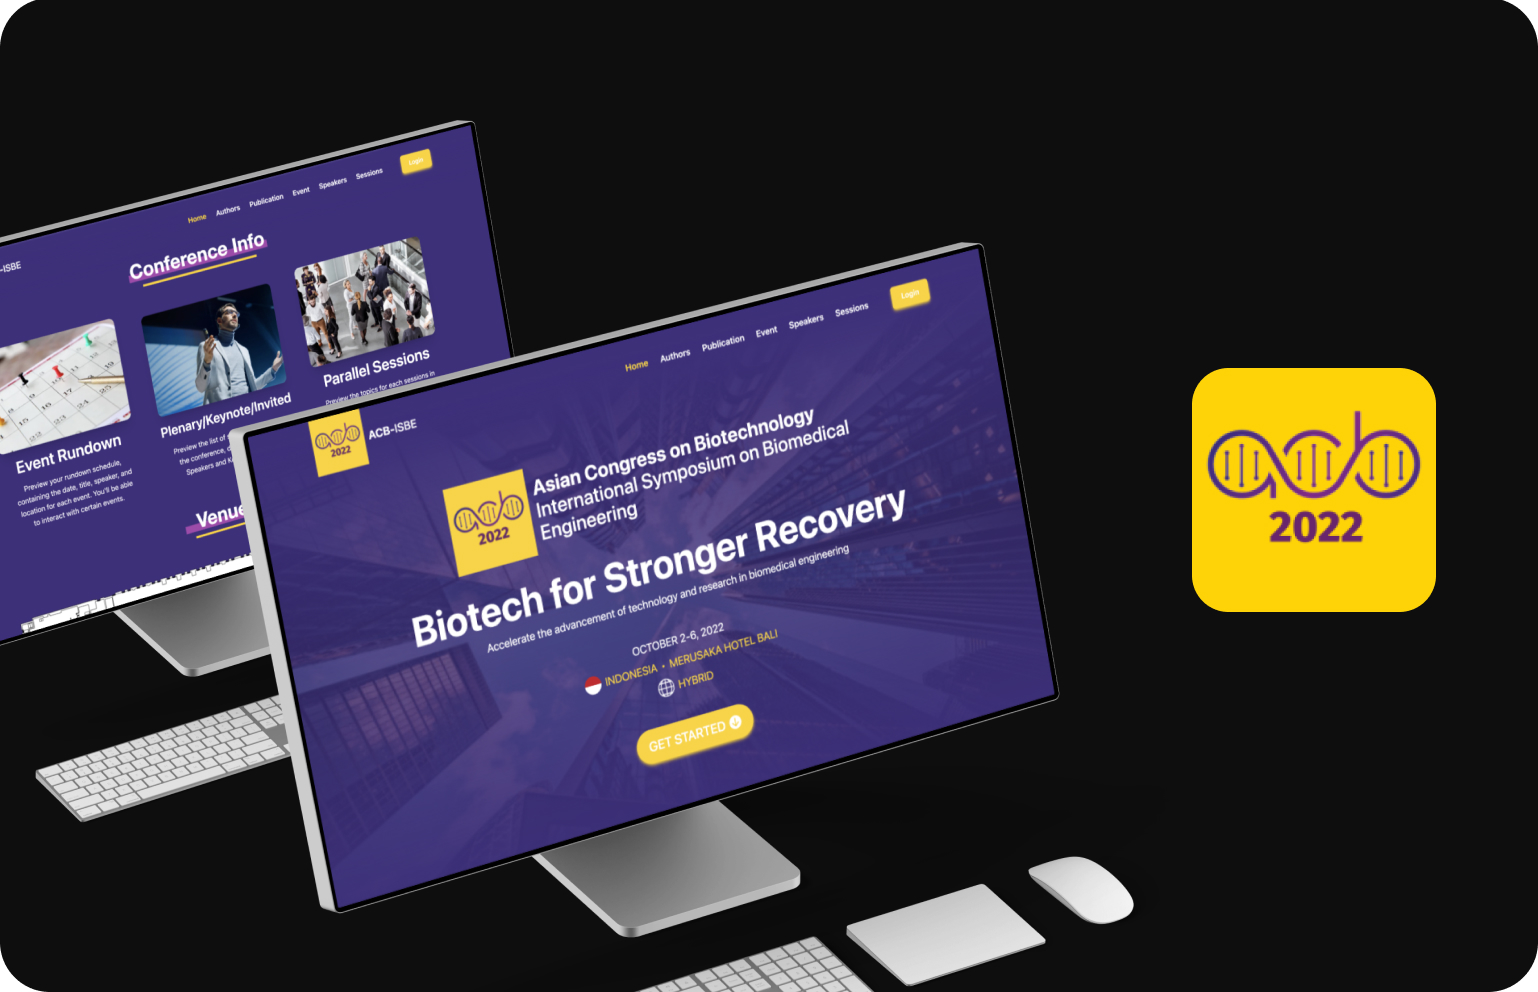 -ISBE
Home Authors Publication Event Speakers Sessions Login
Conference Info
Event Rundown
Preview your rundown schedule,
containing the date, title, speaker, and
location for each event. You'll be able
to interact with certain events.
Plenary/Keynote/Invited
Preview the list of
the conference,
Speakers and
Parallel Sessions
Preview the topics for each sessions in
Venue
acb
2022
ACB-ISBE
Home Authors Publication Event Speakers Sessions Login
acb
2022
Asian Congress on Biotechnology
International Symposium on Biomedical
Engineering
Biotech for Stronger Recovery
Accelerate the advancement of technology and research in biomedical engineering
OCTOBER 2-6, 2022
INDONESIA • MERUSAKA HOTEL BALI
HYBRID
GET STARTED
acb
2022